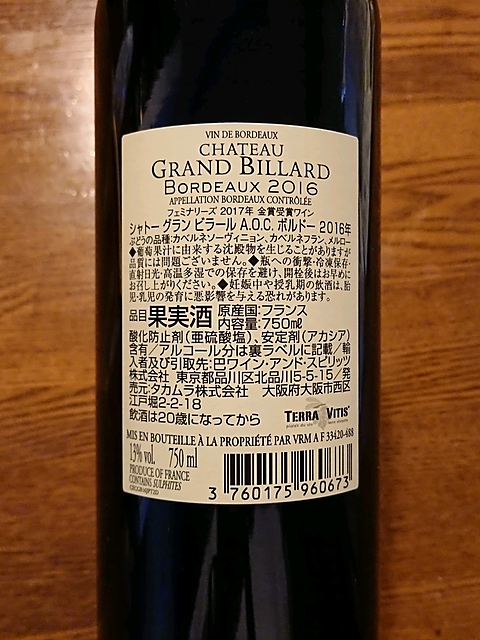 VIN DE BORDEAUX
CHATEAU
GRAND BILLARD
BORDEAUX 2016
APPELLATION BORDEAUX CONTRÔLÉE
フェミナリーズ 2017年 金賞受賞ワイン
シャトー グラン ビラール A.O.C. ボルドー 2016年
ぶどうの品種:カベルネソーヴィニョン、カベルネフラン、メルロー
◆葡萄果汁に由来する沈殿物を生じることがありますが
品質には問題ございません。◆瓶への衝撃・冷凍保存・
直射日光・高温多湿での保存を避け、開栓後はお早めに
お召し上がりください。◆妊娠中や授乳期の飲酒は、胎
児・乳児の発育に悪影響を与える恐れがあります。
品目 果実酒 原産国:フランス
内容量:750㎖
酸化防止剤(亜硫酸塩)、安定剤(アカシア)
含有/アルコール分は裏ラベルに記載/輸
入者及び引取先:巴ワイン・アンド・スピリッツ
株式会社 東京都品川区北品川5-5-15/発
売元:タカムラ株式会社 大阪府大阪市西区
江戸堀2-2-18
飲酒は20歳になってから
TERRA VITIS
MIS EN BOUTEILLE À LA PROPRIÉTÉ PAR VRM A F 33420-488
13% vol. 750 ml
PRODUCE OF FRANCE
CONTAINS SULPHITES
3 760175 960673